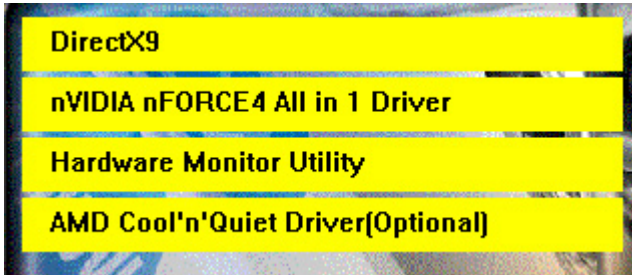 DirectX9
nVIDIA nFORCE4 All in 1 Driver
Hardware Monitor Utility
AMD Cool'n'Quiet Driver(Optional)